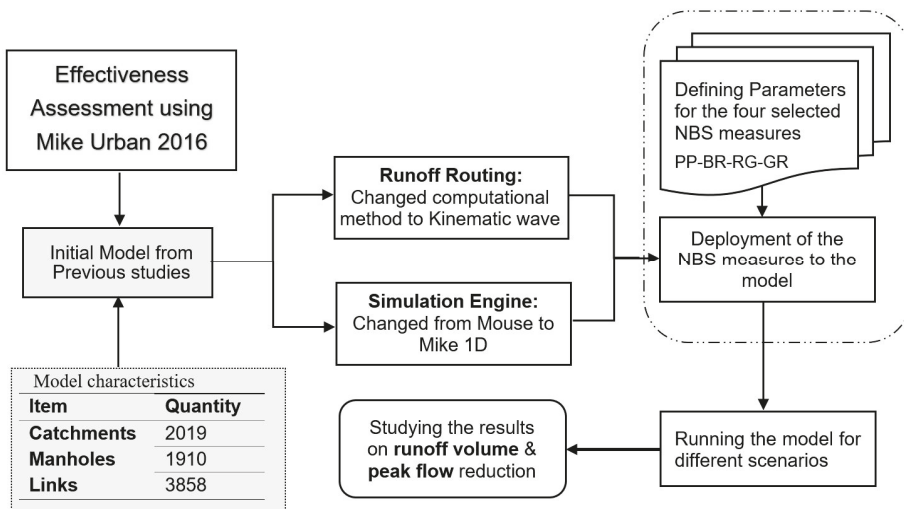 Effectiveness
Assessment using
Mike Urban 2016
Initial Model from
Previous studies
Model characteristics
Item Quantity
Catchments 2019
Manholes 1910
Links 3858
Runoff Routing:
Changed computational
method to Kinematic wave
Simulation Engine:
Changed from Mouse to
Mike 1D
Defining Parameters
for the four selected
NBS measures
PP-BR-RG-GR
Deployment of the
NBS measures to the
model
Running the model for
different scenarios
Studying the results
on runoff volume &
peak flow reduction